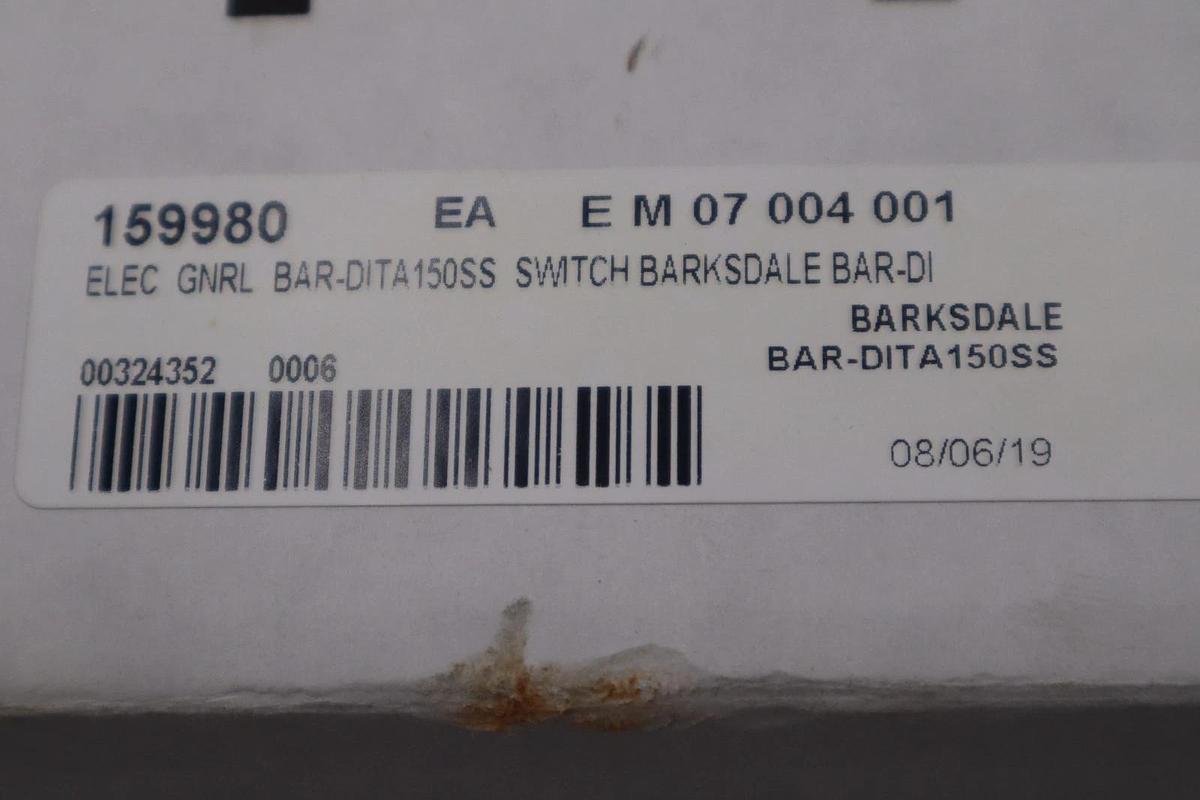 159980 EA E M 07 004 001
ELEC GNRL BAR-DITA150SS SWITCH BARKSDALE BAR-DI
BARKSDALE
BAR-DITA150SS
00324352 0006
08/06/19